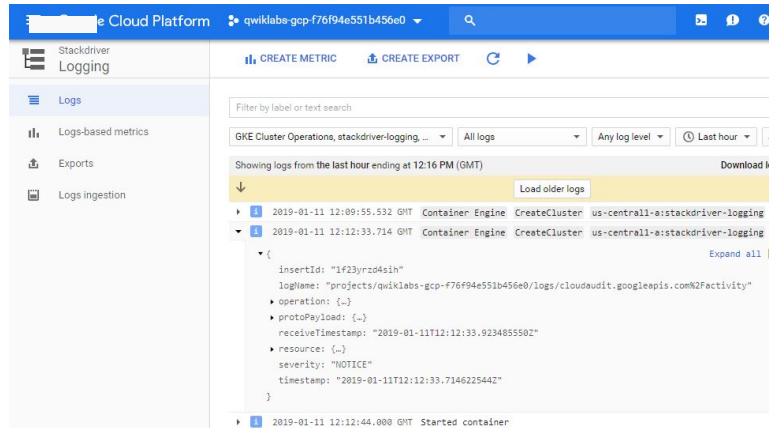 e Cloud Platform qwiklabs-gcp-f76f94e551b456e0
Stackdriver
Logging
CREATE METRIC CREATE EXPORT
Logs
Logs-based metrics
Exports
Logs ingestion
Filter by label or text search
GKE Cluster Operations, stackdriver-logging, ... All logs Any log level Last hour
Showing logs from the last hour ending at 12:16 PM (GMT) Download
Load older logs
i 2019-01-11 12:09:55.532 GMT Container Engine CreateCluster us-central1-a:stackdriver-logging
i 2019-01-11 12:12:33.714 GMT Container Engine CreateCluster us-central1-a:stackdriver-logging
{ Expand all
insertId: "1f23yrzd4sih"
logName: "projects/qwiklabs-gcp-f76f94e551b456e0/logs/cloudaudit.googleapis.com%2Factivity"
operation: {…}
protoPayload: {…}
receiveTimestamp: "2019-01-11T12:12:33.923485550Z"
resource: {…}
severity: "NOTICE"
timestamp: "2019-01-11T12:12:33.714622544Z"
}
i 2019-01-11 12:12:44.000 GMT Started container